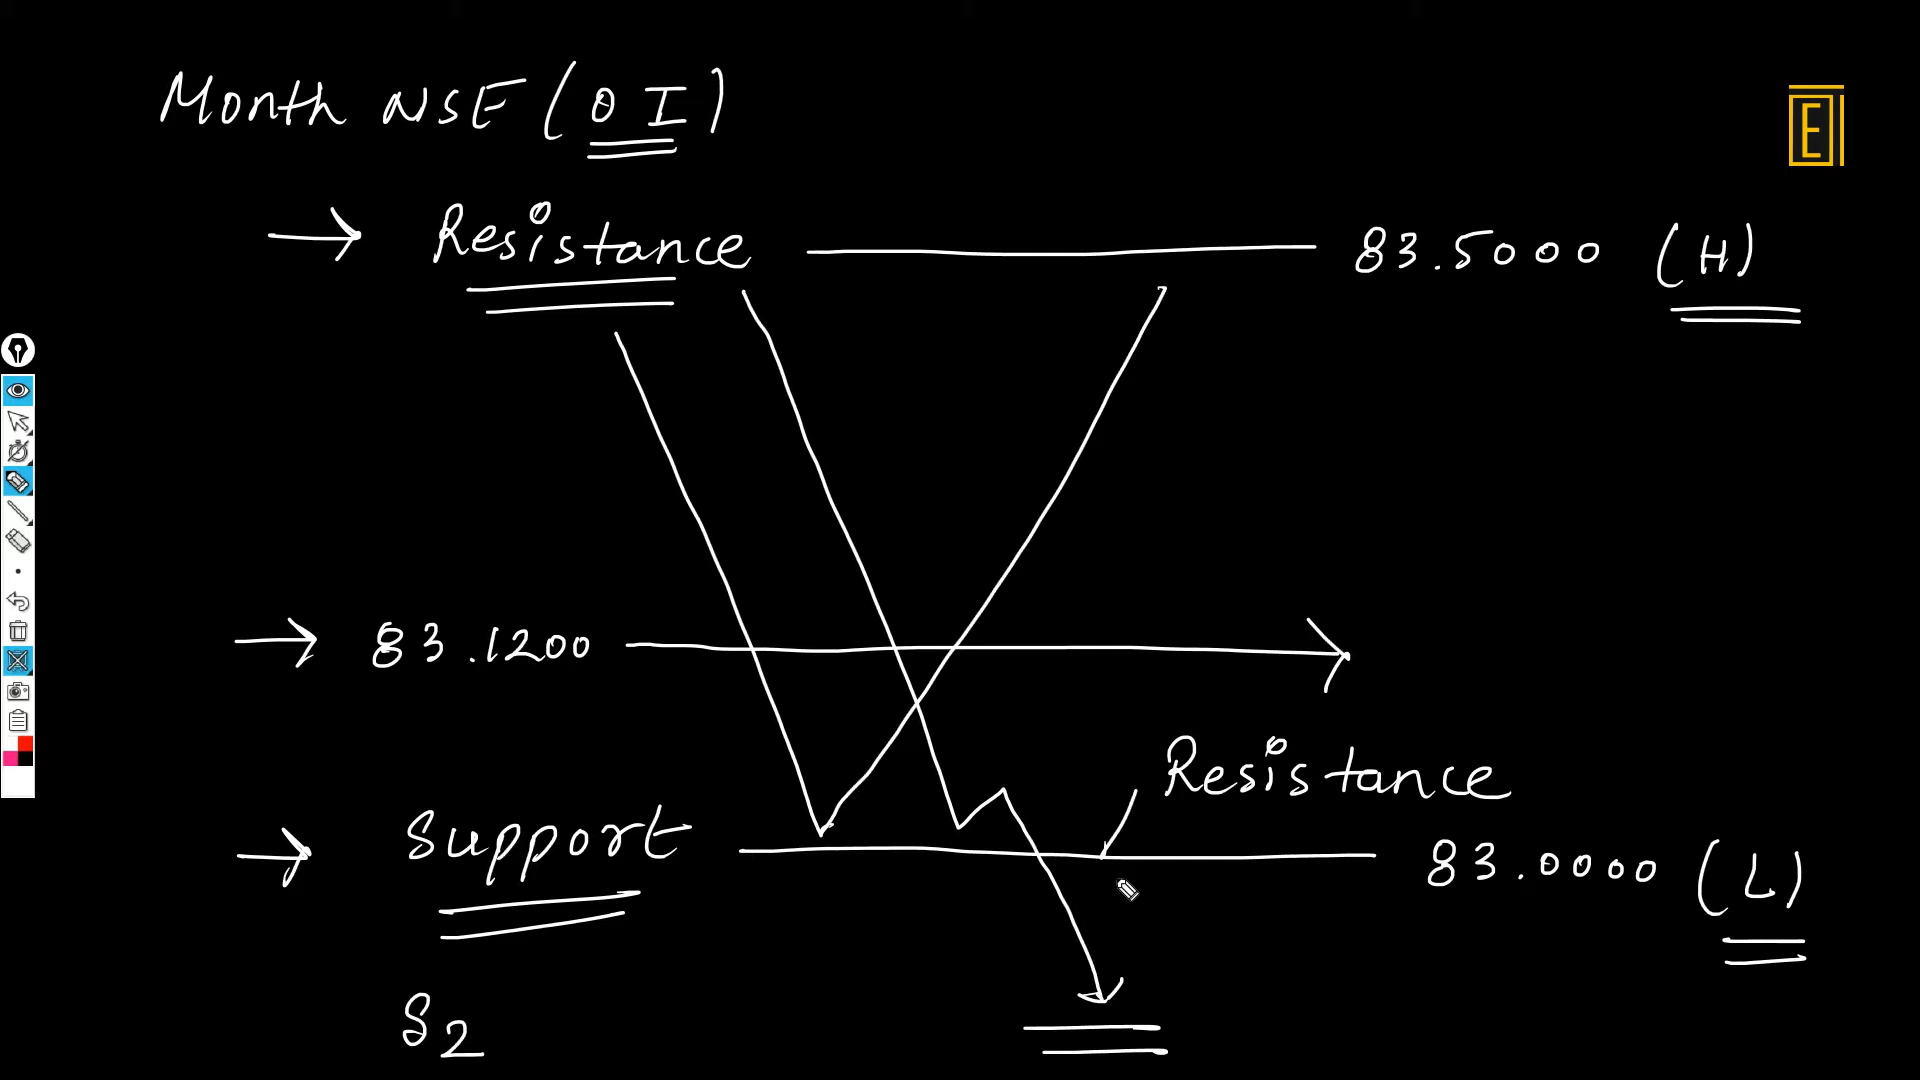 Month NSE (OI)
→ Resistance 83.5000 (H)
→ 83.1200
Resistance
→ Support 83.0000 (L)
S2
E